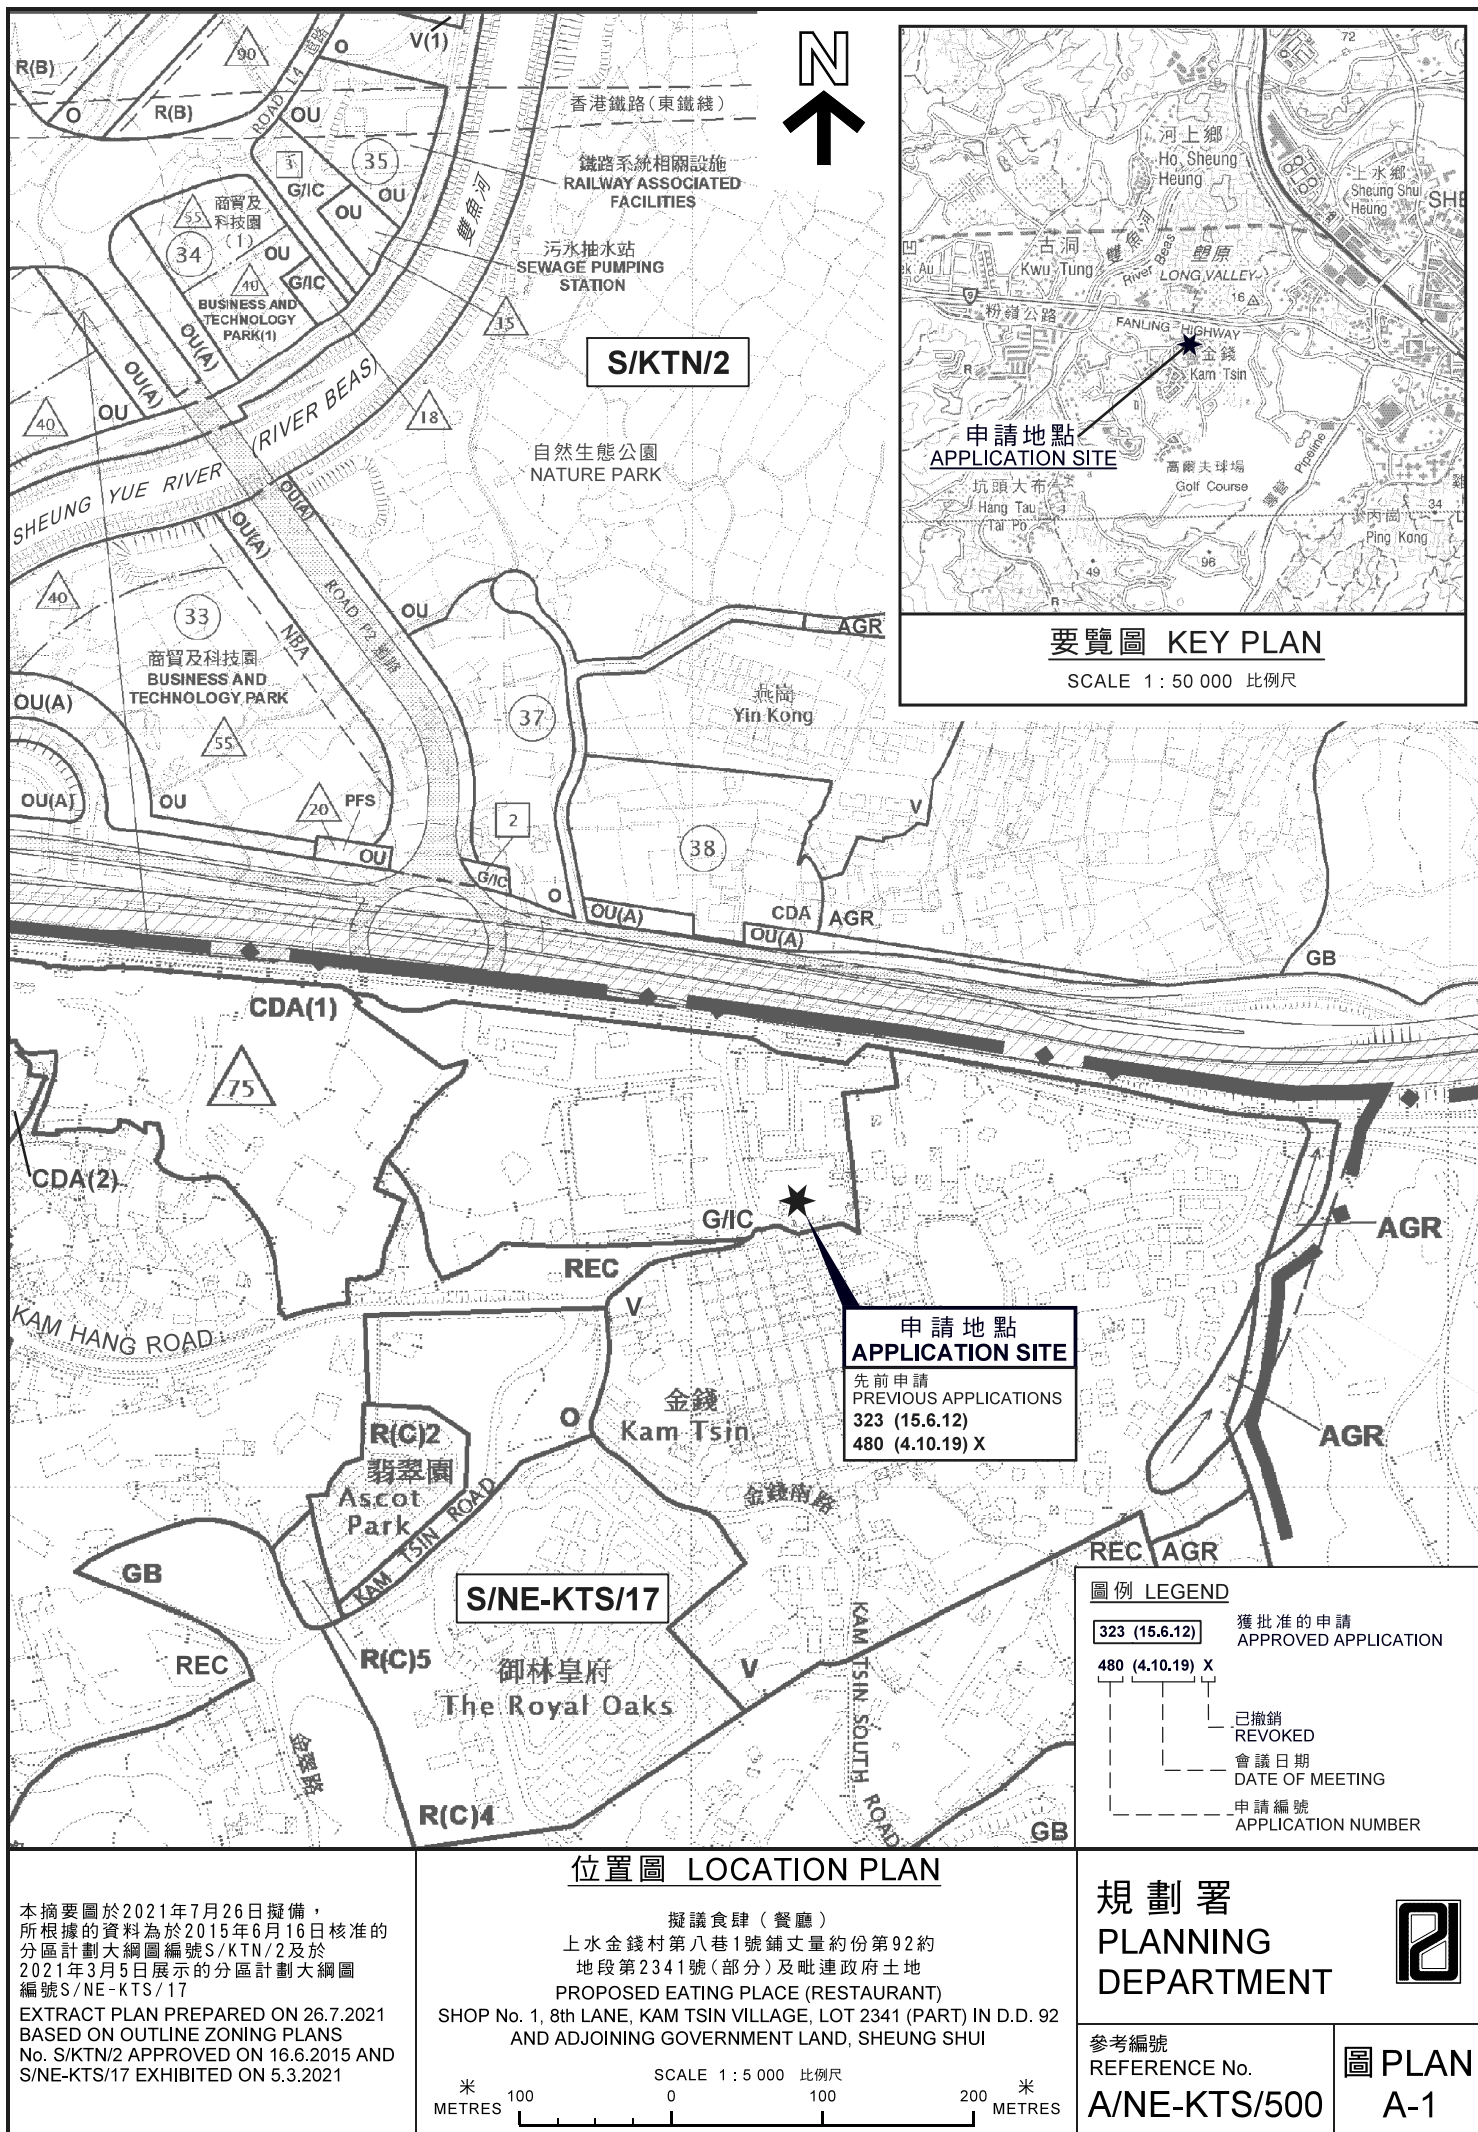 R(B)
O
R(B)
90
ROAD L4 道路
O
V(1)
OU
3
G/IC
35
OU
OU
香港鐵路(東鐵綫)
鐵路系統相關設施
RAILWAY ASSOCIATED
FACILITIES
污水抽水站
SEWAGE PUMPING
STATION
雙魚河
55
商貿及
科技園
(1)
34
OU
40
G/IC
BUSINESS AND
TECHNOLOGY
PARK(1)
OU(A)
OU(A)
15
18
S/KTN/2
OU
40
SHEUNG YUE RIVER (RIVER BEAS)
自然生態公園
NATURE PARK
OU(A)
OU(A)
40
33
商貿及科技園
BUSINESS AND
TECHNOLOGY PARK
NBA
ROAD P2 道路
OU
OU(A)
55
37
AGR
燕崗
Yin Kong
OU(A)
OU
20
PFS
OU
2
G/IC
O
38
V
OU(A)
CDA
AGR
OU(A)
GB
N
河上鄉
Ho Sheung
Heung
72
上水鄉
Sheung Shui
Heung
SHE
古洞
Kwu Tung
雙魚河
River Beas
塱原
LONG VALLEY
ek Au
9
粉嶺公路
FANLING HIGHWAY
16
金錢
Kam Tsin
R
申請地點
APPLICATION SITE
高爾夫球場
Golf Course
Pipeline
坑頭大布
Hang Tau
Tai Po
34
丙崗
Ping Kong
49
96
R
要覽圖 KEY PLAN
SCALE 1 : 50 000 比例尺
CDA(1)
75
CDA(2)
G/IC
REC
V
AGR
KAM HANG ROAD
申請地點
APPLICATION SITE
先前申請
PREVIOUS APPLICATIONS
323 (15.6.12)
480 (4.10.19) X
金錢
Kam Tsin
O
R(C)2
翡翠園
Ascot
Park
KAM TSIN ROAD
金錢南路
AGR
REC
AGR
GB
REC
S/NE-KTS/17
R(C)5
御林皇府
The Royal Oaks
V
KAM TSIN SOUTH ROAD
金翠路
R(C)4
GB
圖例 LEGEND
323 (15.6.12)
獲批准的申請
APPROVED APPLICATION
480 (4.10.19) X
已撤銷
REVOKED
會議日期
DATE OF MEETING
申請編號
APPLICATION NUMBER
本摘要圖於2021年7月26日擬備，
所根據的資料為於2015年6月16日核准的
分區計劃大綱圖編號S/KTN/2及於
2021年3月5日展示的分區計劃大綱圖
編號S/NE-KTS/17
EXTRACT PLAN PREPARED ON 26.7.2021
BASED ON OUTLINE ZONING PLANS
No. S/KTN/2 APPROVED ON 16.6.2015 AND
S/NE-KTS/17 EXHIBITED ON 5.3.2021
位置圖 LOCATION PLAN
擬議食肆（餐廳）
上水金錢村第八巷1號鋪丈量約份第92約
地段第2341號(部分)及毗連政府土地
PROPOSED EATING PLACE (RESTAURANT)
SHOP No. 1, 8th LANE, KAM TSIN VILLAGE, LOT 2341 (PART) IN D.D. 92
AND ADJOINING GOVERNMENT LAND, SHEUNG SHUI
SCALE 1 : 5 000 比例尺
米
METRES
100 0 100 200
米
METRES
規劃署
PLANNING
DEPARTMENT
參考編號
REFERENCE No.
A/NE-KTS/500
圖 PLAN
A-1